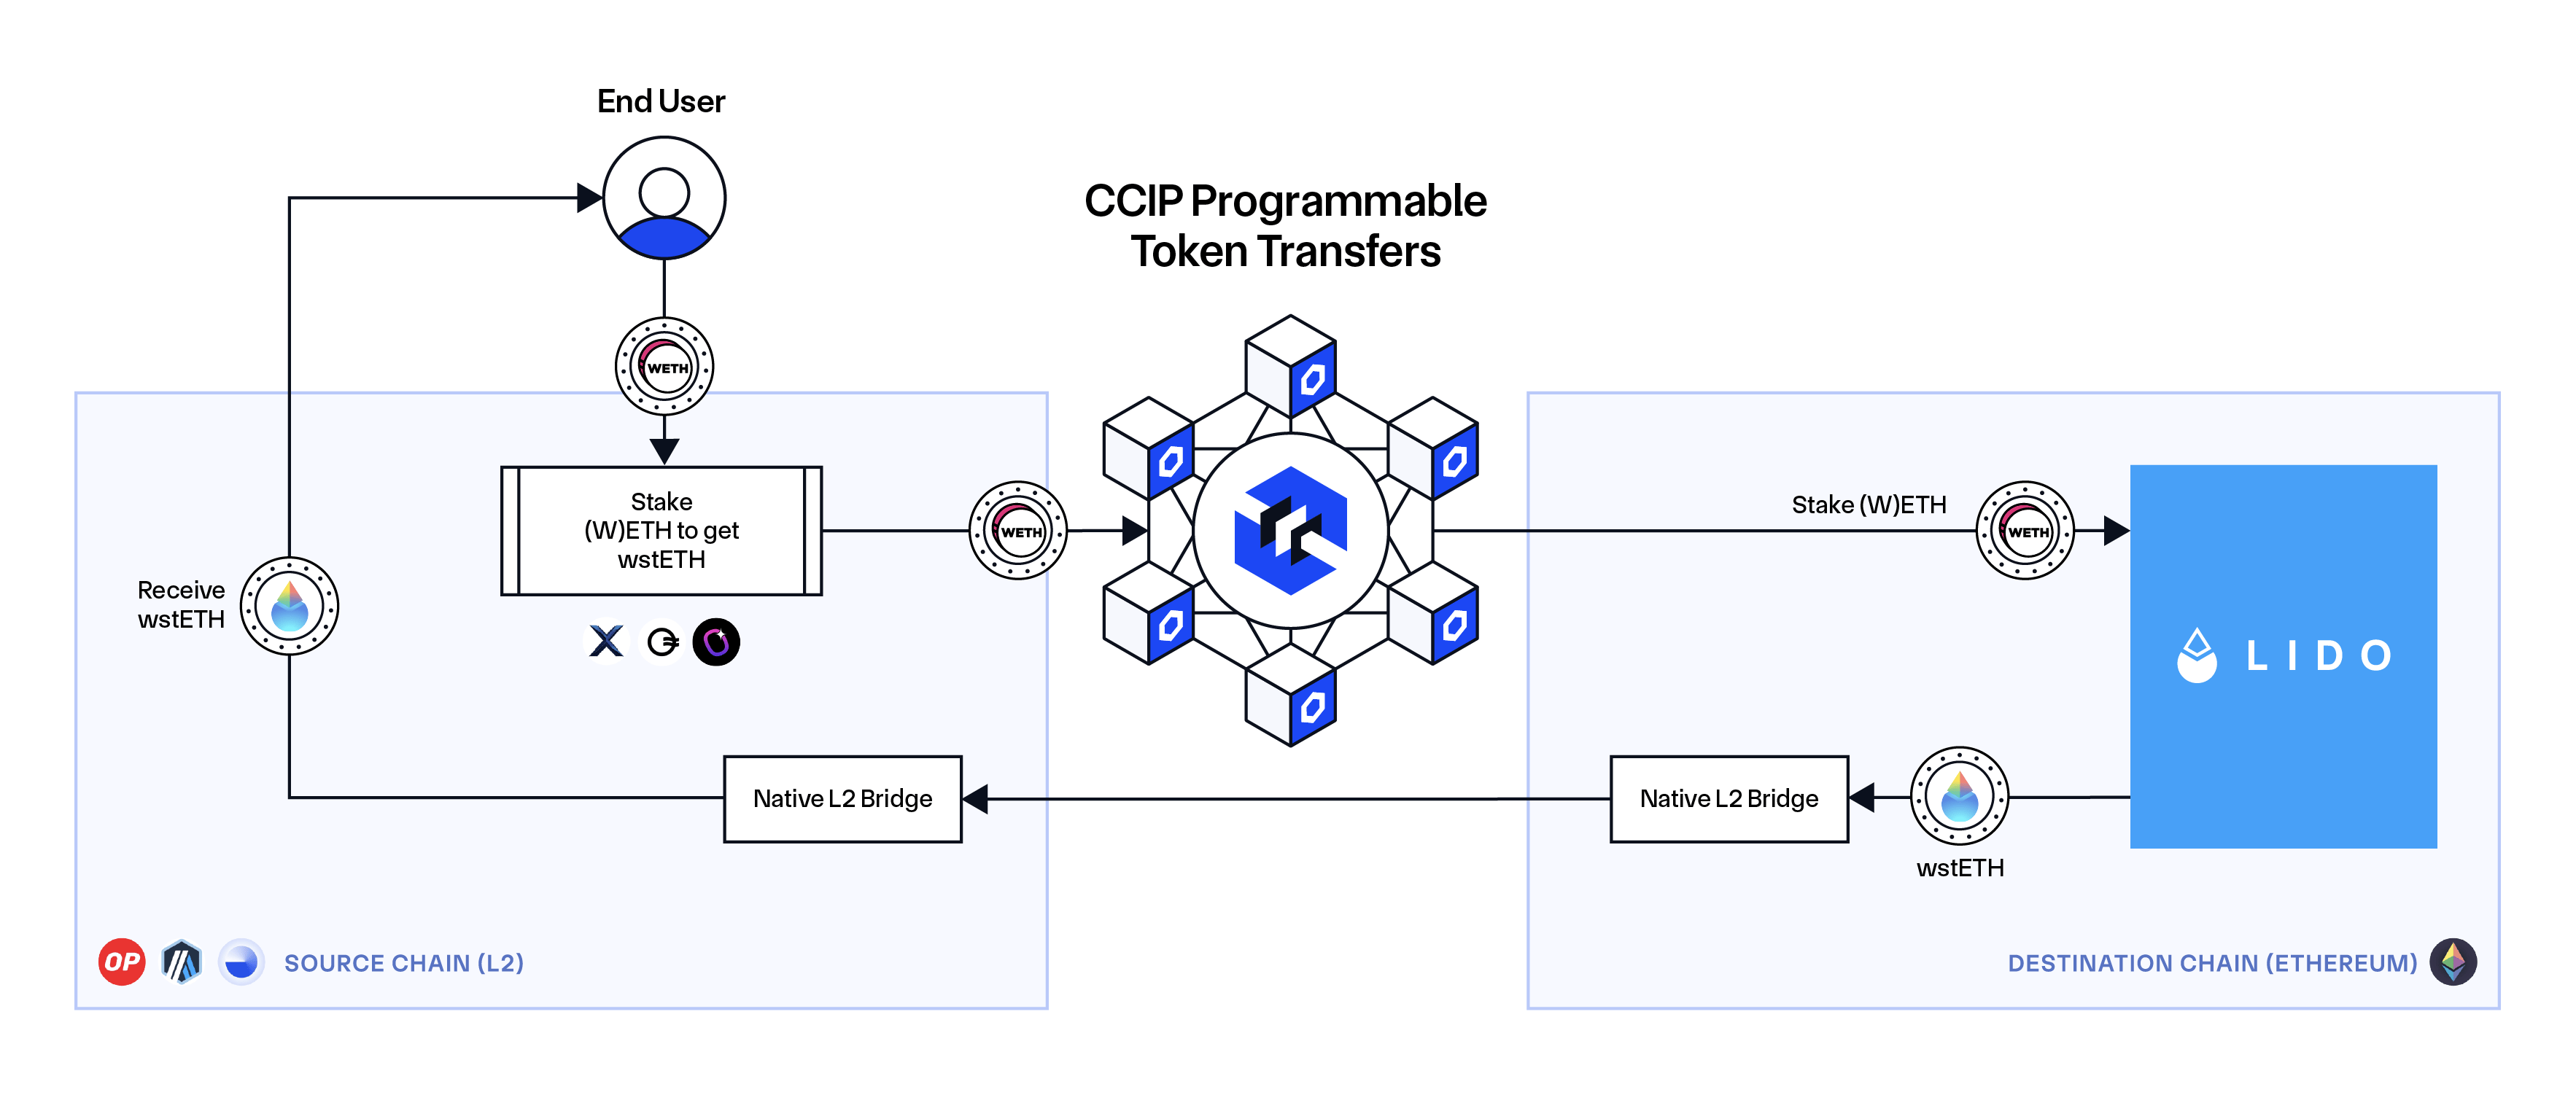 End User
CCIP Programmable
Token Transfers
WETH
Stake
(W)ETH to get
wstETH
WETH
Stake (W)ETH
WETH
Receive
wstETH
LIDO
Native L2 Bridge
Native L2 Bridge
wstETH
OP
SOURCE CHAIN (L2)
DESTINATION CHAIN (ETHEREUM)